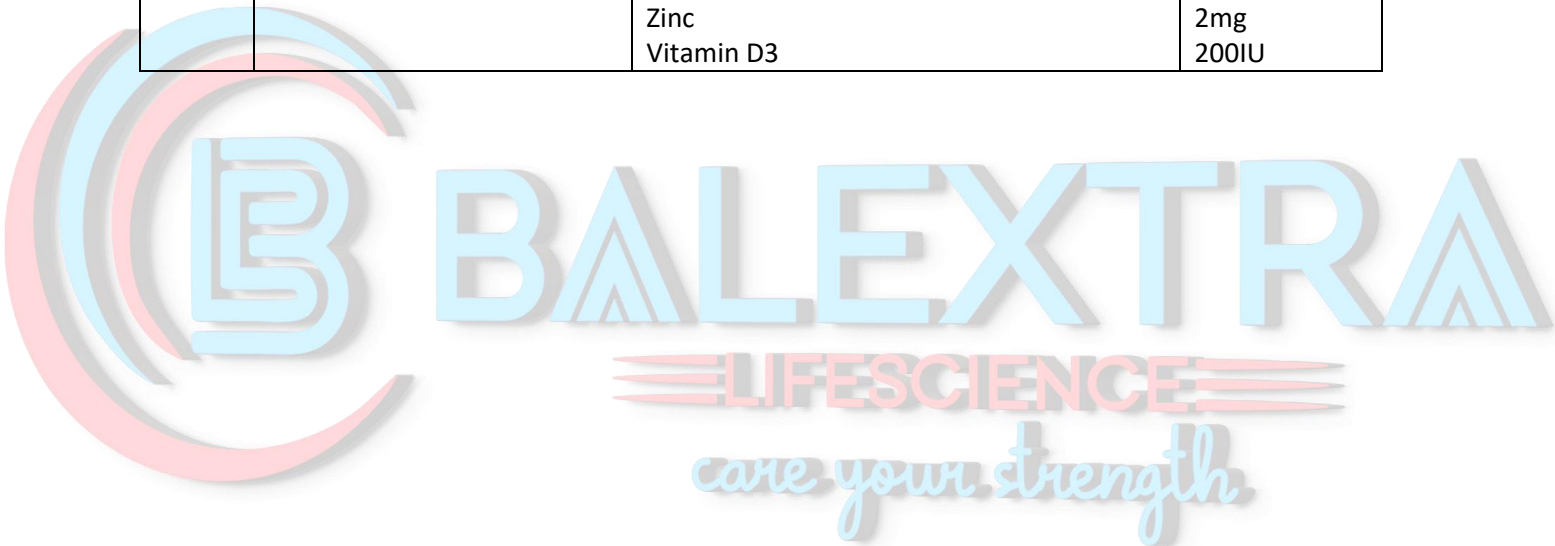 Zinc 2mg
Vitamin D3 200IU
B BALEXTRA
LIFESCIENCE
care your strength